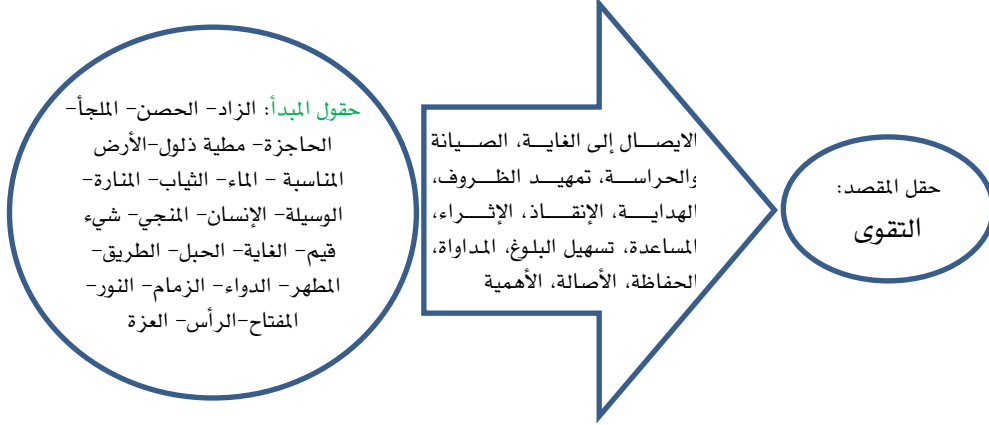 حقول المبدأ: الزاد- الحصن- الملجأ-
الحاجزة- مطية ذلول-الأرض
المناسبة - الماء- الثياب- المنارة-
الوسيلة- الإنسان- المنجي- شيء
قيم- الغاية- الحبل- الطريق-
المطهر- الدواء- الزمام- النور-
المفتاح-الرأس- العزة
الايصال إلى الغاية، الصيانة
والحراسة، تمهيد الظروف،
الهداية، الإنقاذ، الإثراء،
المساعدة، تسهيل البلوغ، المداواة،
الحفاظة، الأصالة، الأهمية
حقل المقصد:
التقوى